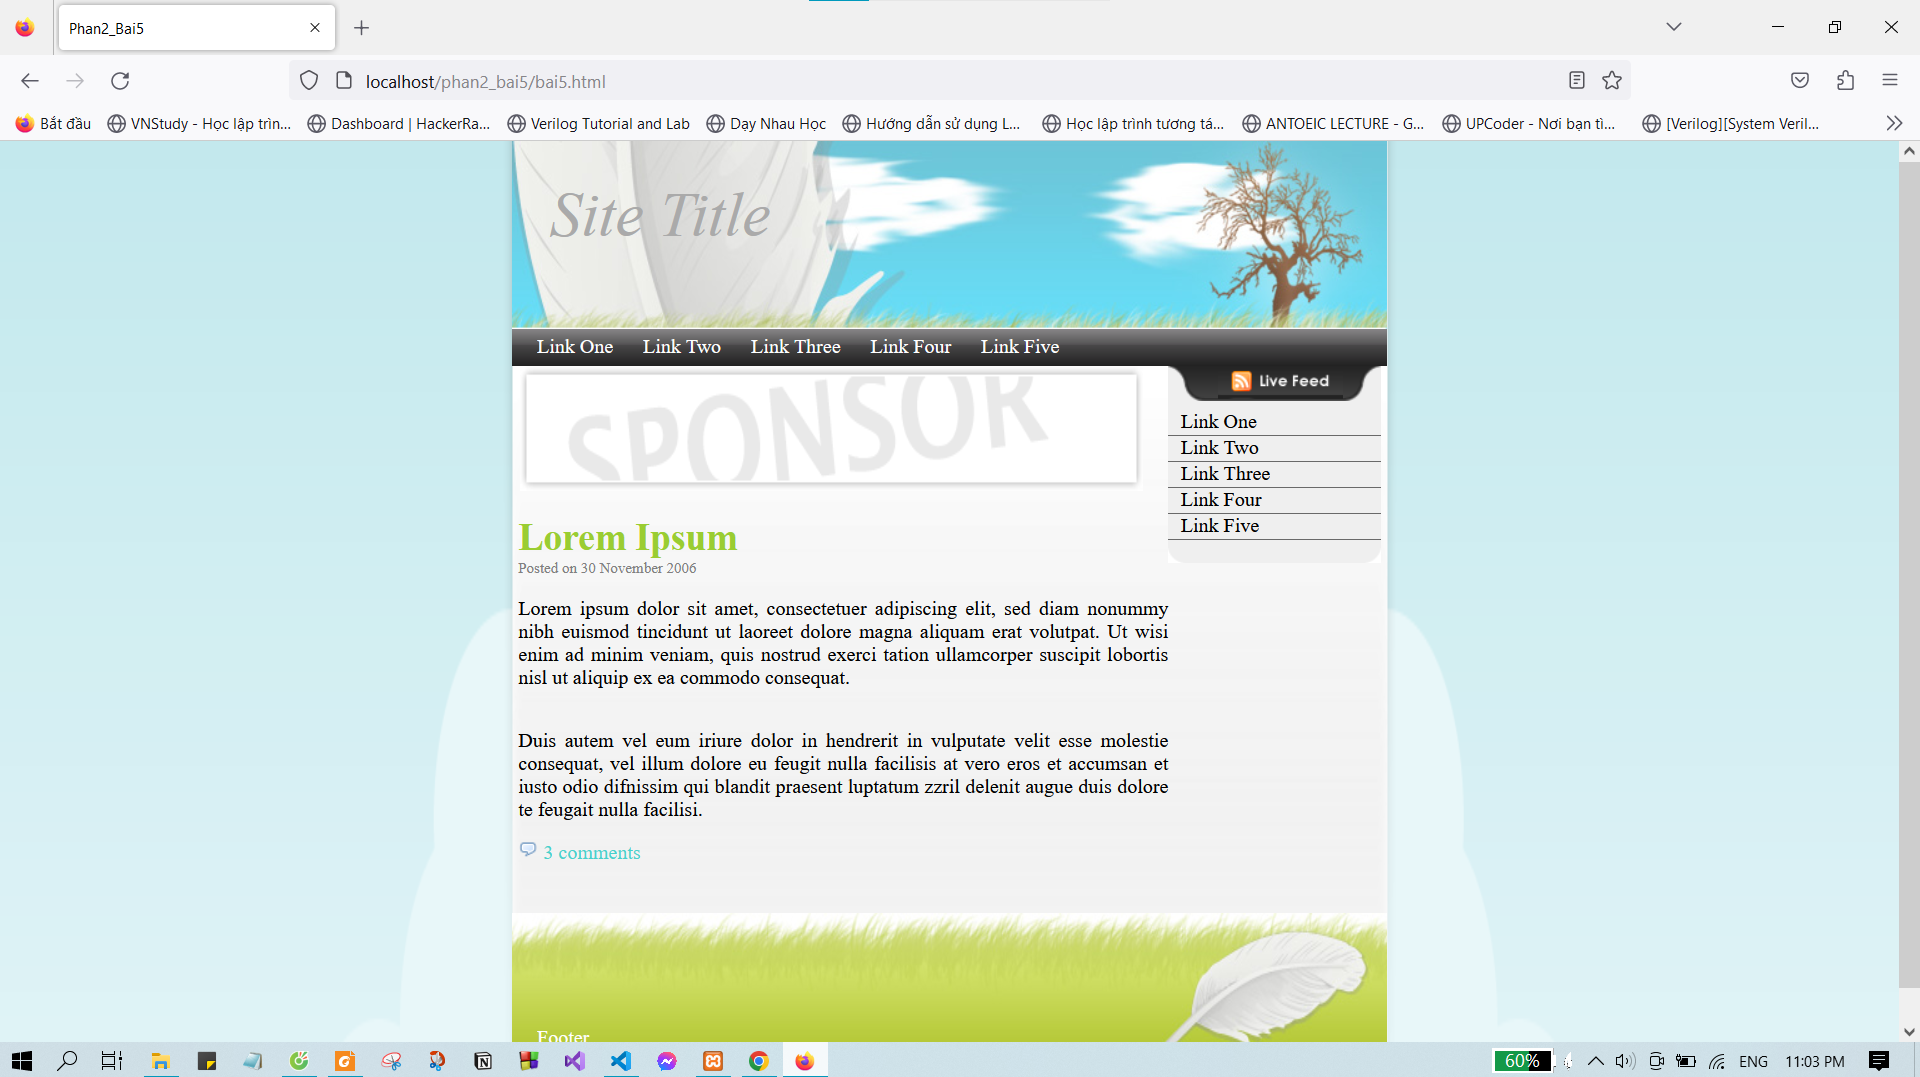 Phan2_Bai5
localhost/phan2_bai5/bai5.html
Bắt đầu
VNStudy - Học lập trìn...
Dashboard | HackerRa...
Verilog Tutorial and Lab
Dạy Nhau Học
Hướng dẫn sử dụng L...
Học lập trình tương tá...
ANTOEIC LECTURE - G...
UPCoder - Nơi bạn tì...
[Verilog][System Veril...
Site Title
Link One Link Two Link Three Link Four Link Five
SPONSOR
Live Feed
Link One
Link Two
Link Three
Link Four
Link Five
Lorem Ipsum
Posted on 30 November 2006
Lorem ipsum dolor sit amet, consectetuer adipiscing elit, sed diam nonummy
nibh euismod tincidunt ut laoreet dolore magna aliquam erat volutpat. Ut wisi
enim ad minim veniam, quis nostrud exerci tation ullamcorper suscipit lobortis
nisl ut aliquip ex ea commodo consequat.
Duis autem vel eum iriure dolor in hendrerit in vulputate velit esse molestie
consequat, vel illum dolore eu feugit nulla facilisis at vero eros et accumsan et
iusto odio difnissim qui blandit praesent luptatum zzril delenit augue duis dolore
te feugait nulla facilisi.
3 comments
Footer
60%
ENG
11:03 PM